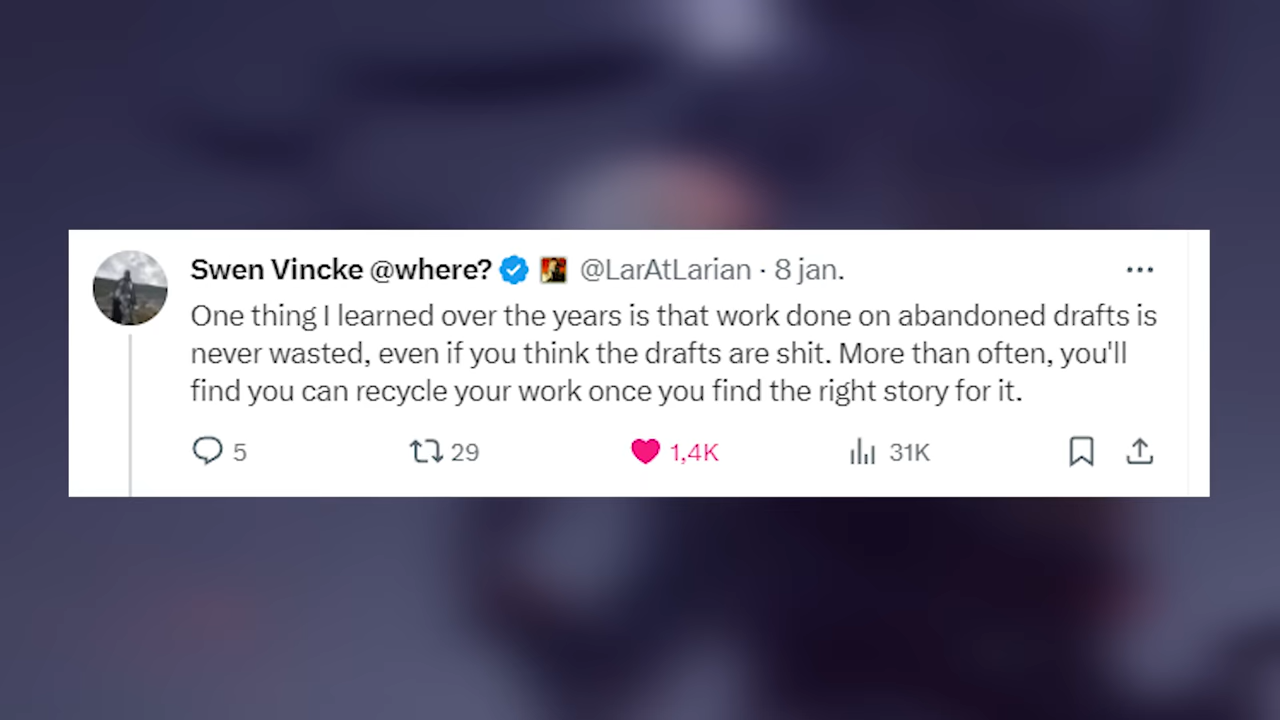 Swen Vincke @where? @LarAtLarian · 8 jan.
One thing I learned over the years is that work done on abandoned drafts is
never wasted, even if you think the drafts are shit. More than often, you'll
find you can recycle your work once you find the right story for it.
5 29 1,4K 31K